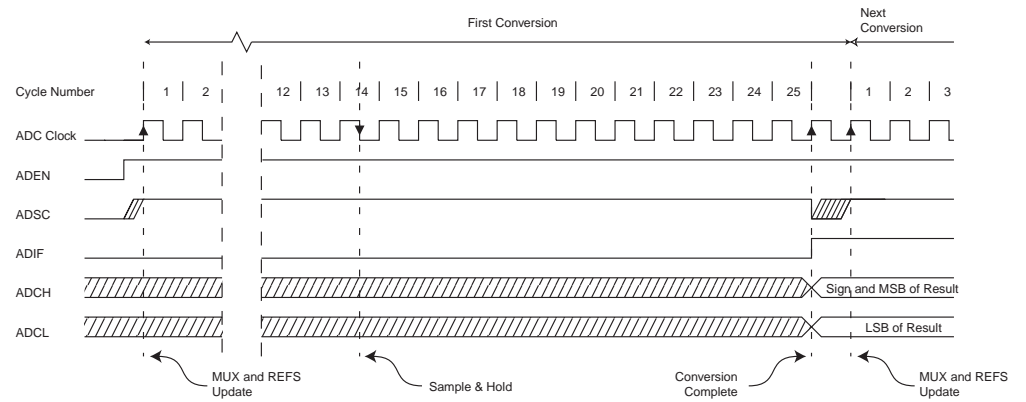 First Conversion
Next
Conversion
Cycle Number 1 2 12 13 14 15 16 17 18 19 20 21 22 23 24 25 1 2 3
ADC Clock
ADEN
ADSC
ADIF
ADCH Sign and MSB of Result
ADCL LSB of Result
MUX and REFS
Update
Sample & Hold
Conversion
Complete
MUX and REFS
Update